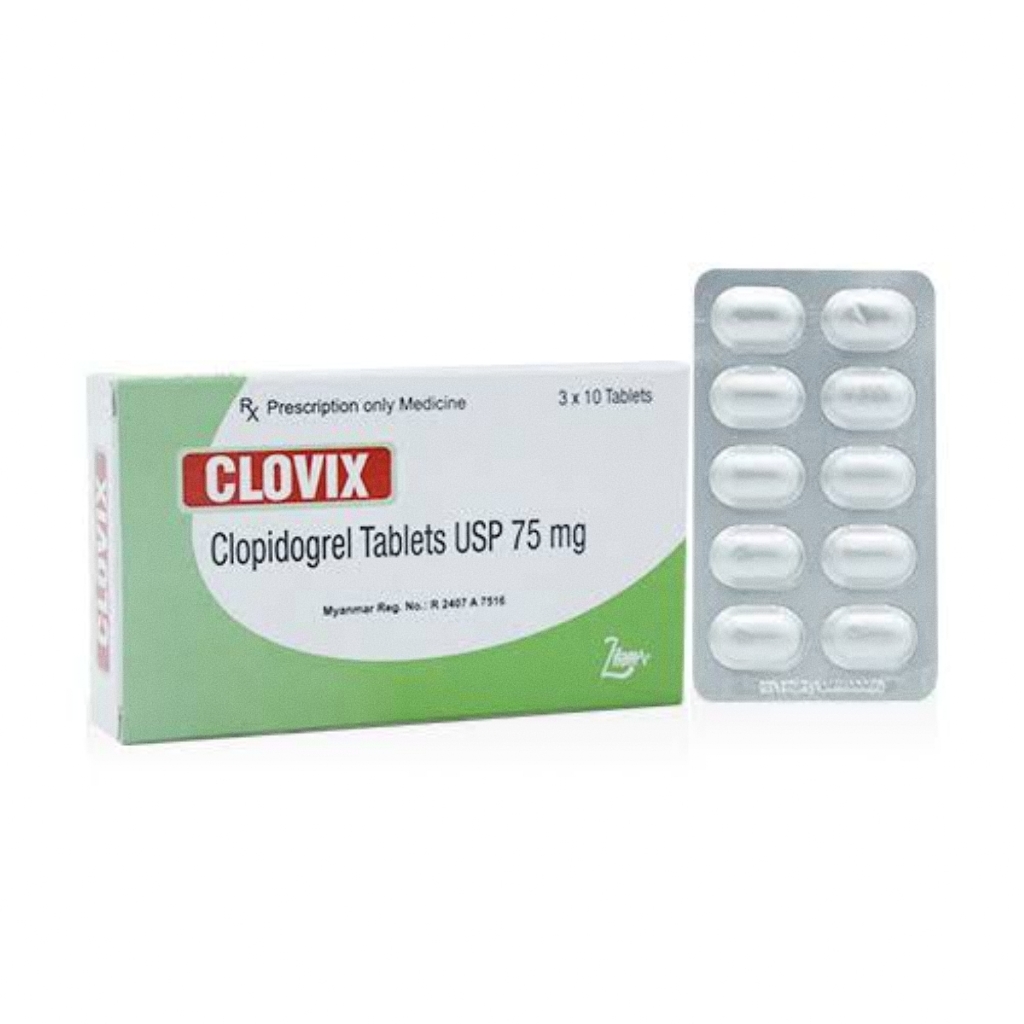 Rx Prescription only Medicine
3 x 10 Tablets
CLOVIX
Clopidogrel Tablets USP 75 mg
Myanmar Reg. No.: R 2407 A 7516
CLOVIX